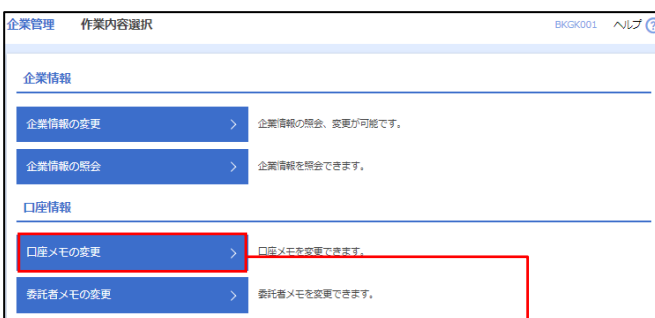 企業管理 作業内容選択 BKGK001 ヘルプ ?
企業情報
企業情報の変更 企業情報の照会、変更が可能です。
企業情報の照会 企業情報を照会できます。
口座情報
口座メモの変更 口座メモを変更できます。
委託者メモの変更 委託者メモを変更できます。